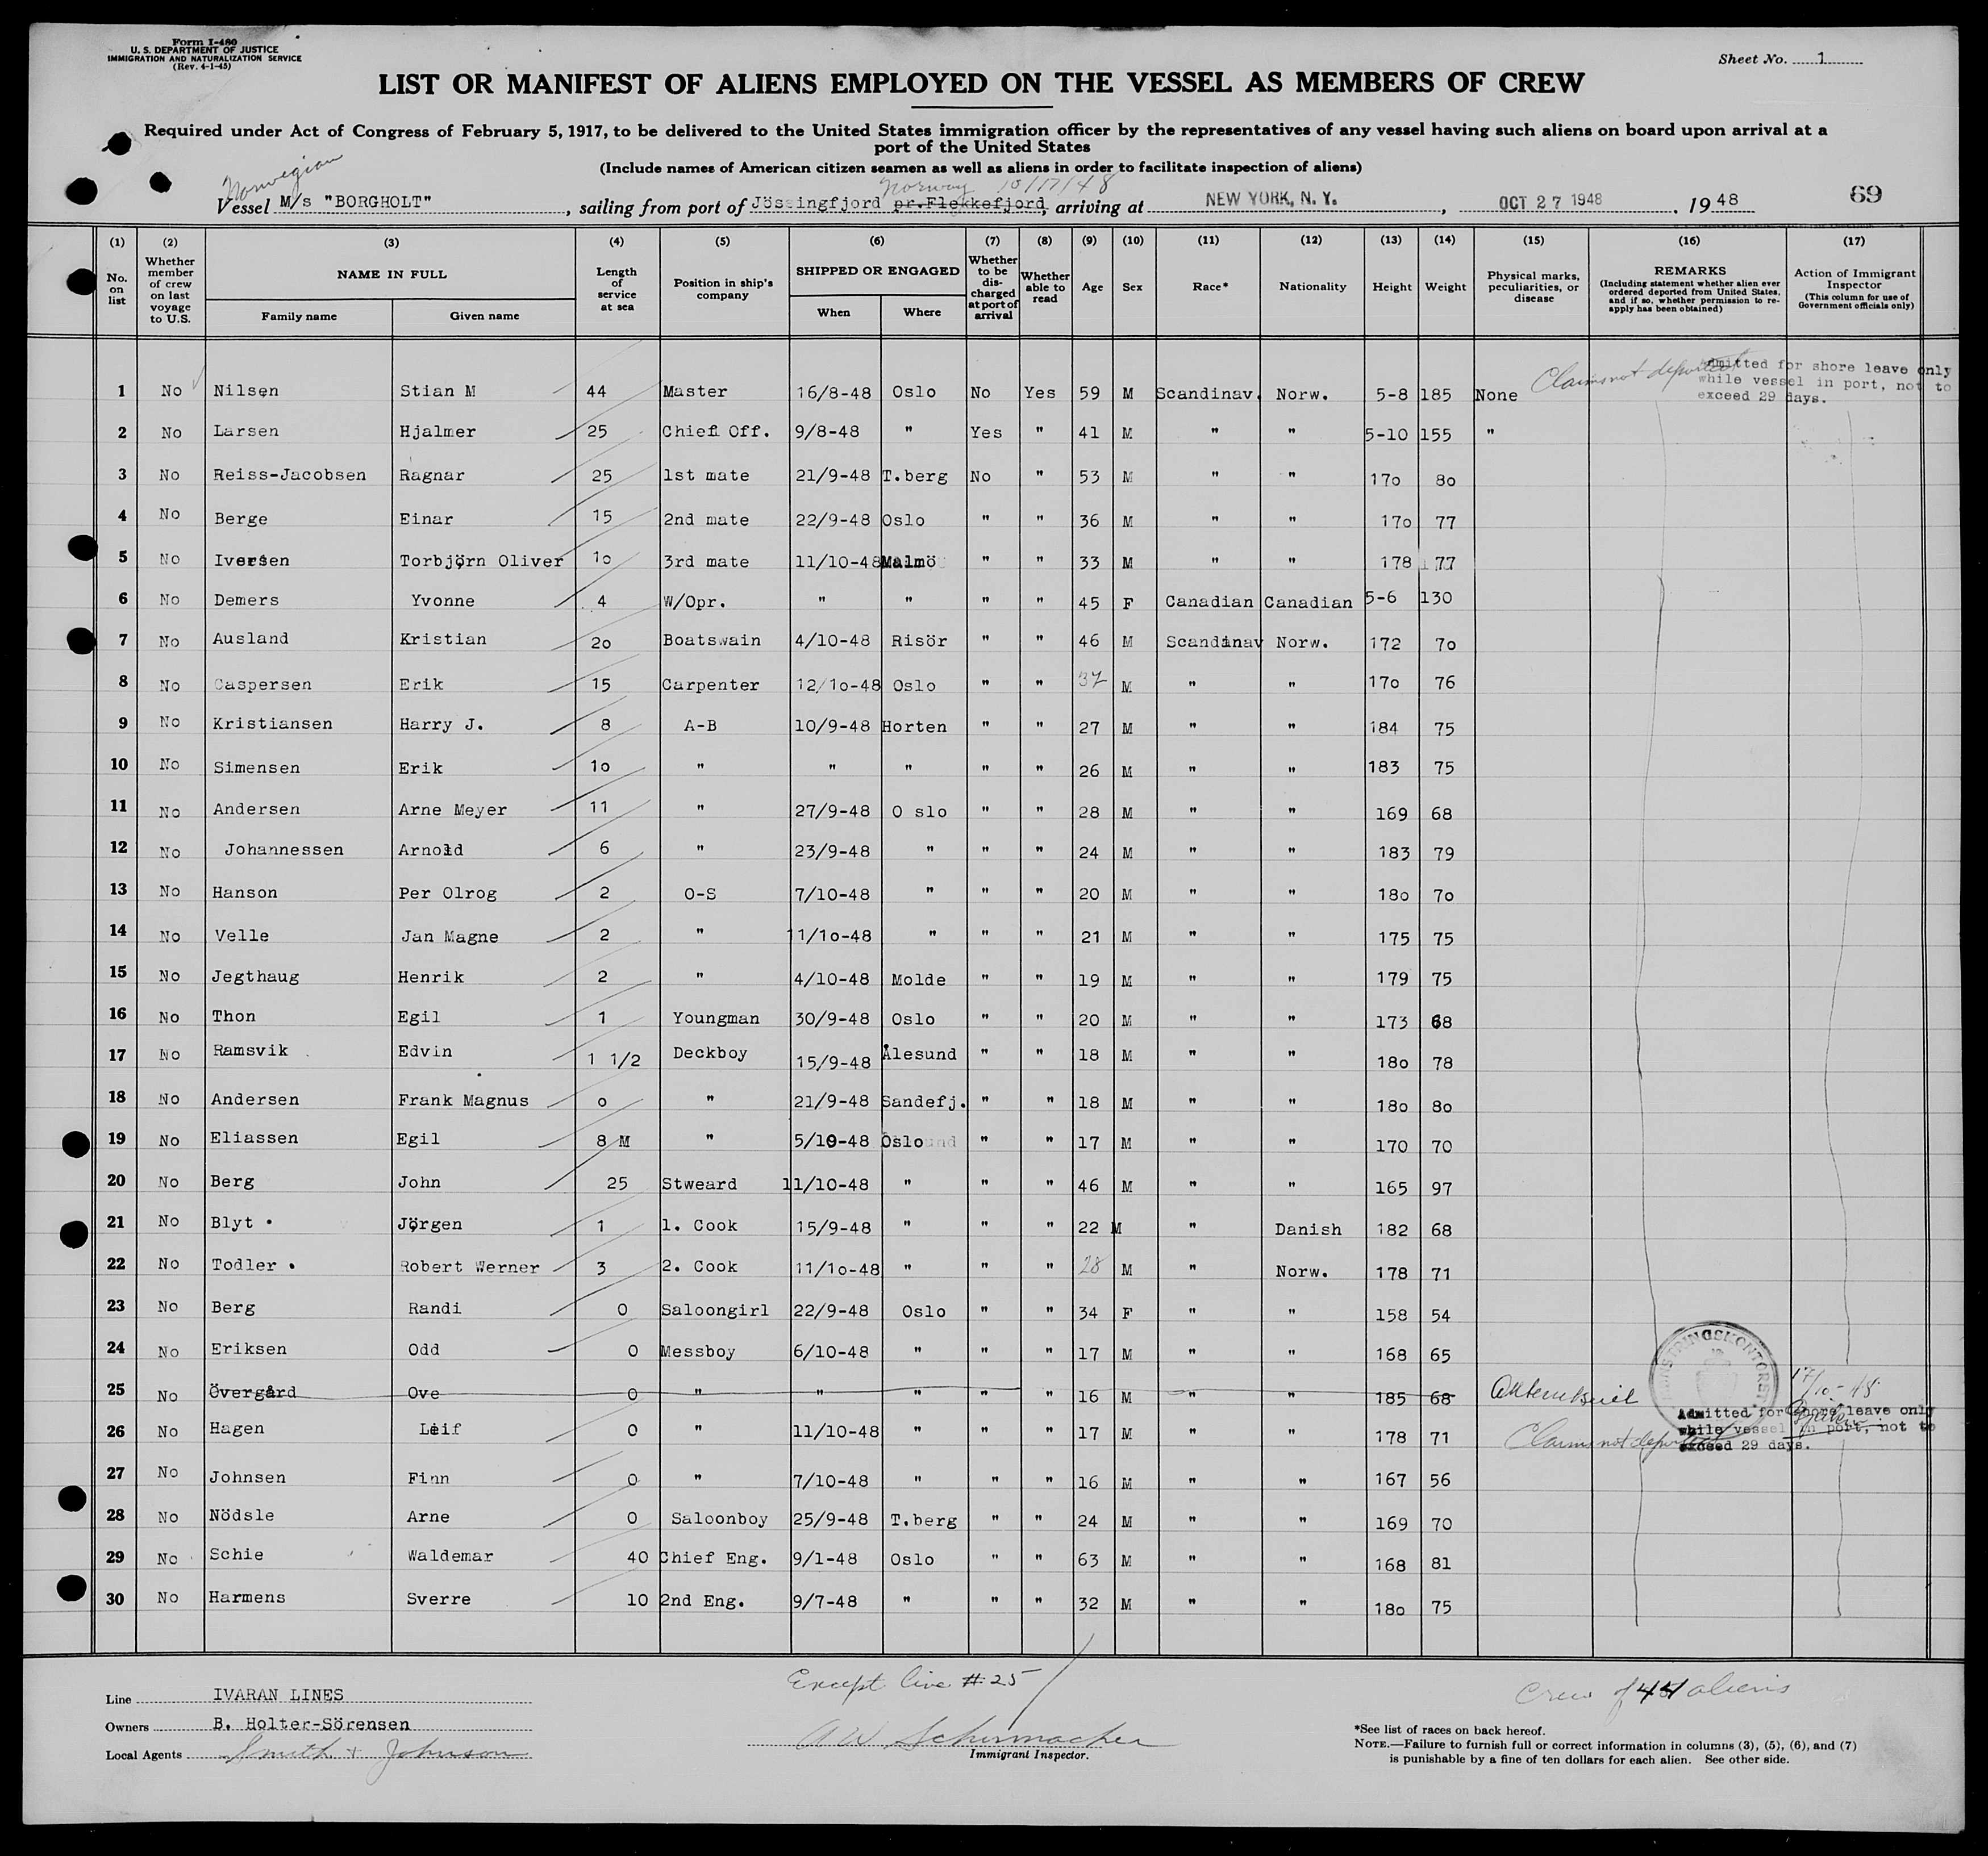 Form I-480
U. S. DEPARTMENT OF JUSTICE
IMMIGRATION AND NATURALIZATION SERVICE
(Rev. 4-1-45)
Sheet No. 1
LIST OR MANIFEST OF ALIENS EMPLOYED ON THE VESSEL AS MEMBERS OF CREW
Required under Act of Congress of February 5, 1917, to be delivered to the United States immigration officer by the representatives of any vessel having such aliens on board upon arrival at a
port of the United States
(Include names of American citizen seamen as well as aliens in order to facilitate inspection of aliens)
Norwegian Norway 10/17/48
Vessel M/s "BORGHOLT", sailing from port of Jössingfjord pr.Flekkefjord, arriving at NEW YORK, N. Y., OCT 27 1948, 1948 69
(1) (2) (3) (4) (5) (6) (7) (8) (9) (10) (11) (12) (13) (14) (15) (16) (17)
No. on list Whether member of crew on last voyage to U.S. NAME IN FULL Family name Given name Length of service at sea Position in ship's company SHIPPED OR ENGAGED When Where Whether to be discharged at port of arrival Whether able to read Age Sex Race* Nationality Height Weight Physical marks, peculiarities, or disease REMARKS (Including statement whether alien ever ordered deported from United States, and if so, whether permission to reapply has been obtained) Action of Immigrant Inspector (This column for use of Government officials only)
Claims not deported Admitted for shore leave only
while vessel in port, not to
exceed 29 days.
1 No Nilsen Stian M 44 Master 16/8-48 Oslo No Yes 59 M Scandinav. Norw. 5-8 185 None
2 No Larsen Hjalmer 25 Chief Off. 9/8-48 " Yes " 41 M " " 5-10 155 "
3 No Reiss-Jacobsen Ragnar 25 1st mate 21/9-48 T.berg No " 53 M " " 17o 8o
4 No Berge Einar 15 2nd mate 22/9-48 Oslo " " 36 M " " 17o 77
5 No Iversen Torbjörn Oliver 1o 3rd mate 11/10-48 Malmö " " 33 M " " 178 77
6 No Demers Yvonne 4 W/Opr. " " " " 45 F Canadian Canadian 5-6 130
7 No Ausland Kristian 2o Boatswain 4/10-48 Risör " " 46 M Scandinav Norw. 172 7o
8 No Caspersen Erik 15 Carpenter 12/1o-48 Oslo " " 37 M " " 17o 76
9 No Kristiansen Harry J. 8 A-B 10/9-48 Horten " " 27 M " " 184 75
10 No Simensen Erik 1o " " " " " 26 M " " 183 75
11 No Andersen Arne Meyer 11 " 27/9-48 O slo " " 28 M " " 169 68
12 No Johannessen Arnold 6 " 23/9-48 " " " 24 M " " 183 79
13 No Hanson Per Olrog 2 O-S 7/10-48 " " " 20 M " " 18o 7o
14 No Velle Jan Magne 2 " 11/1o-48 " " " 21 M " " 175 75
15 No Jegthaug Henrik 2 " 4/10-48 Molde " " 19 M " " 179 75
16 No Thon Egil 1 Youngman 30/9-48 Oslo " " 20 M " " 173 68
17 No Ramsvik Edvin 1 1/2 Deckboy 15/9-48 Ålesund " " 18 M " " 18o 78
18 No Andersen Frank Magnus o " 21/9-48 Sandefj. " " 18 M " " 18o 8o
19 No Eliassen Egil 8 M " 5/10-48 Oslo " " 17 M " " 170 70
20 No Berg John 25 Stweard 11/10-48 " " " 46 M " " 165 97
21 No Blyt Jörgen 1 1. Cook 15/9-48 " " " 22 M " Danish 182 68
22 No Todler Robert Werner 3 2. Cook 11/1o-48 " " " 28 M " Norw. 178 71
23 No Berg Randi 0 Saloongirl 22/9-48 Oslo " " 34 F " " 158 54
24 No Eriksen Odd 0 Messboy 6/10-48 " " " 17 M " " 168 65
25 No Övergård Ove 0 " " " " " 16 M " " 185 68 17/10-48
26 No Hagen Leif 0 " 11/10-48 " " " 17 M " " 178 71 Claims not deported Admitted for shore leave only
while vessel in port, not to
exceed 29 days.
27 No Johnsen Finn 0 " 7/10-48 " " " 16 M " " 167 56
28 No Nödsle Arne 0 Saloonboy 25/9-48 T.berg " " 24 M " " 169 70
29 No Schie Waldemar 40 Chief Eng. 9/1-48 Oslo " " 63 M " " 168 81
30 No Harmens Sverre 10 2nd Eng. 9/7-48 " " " 32 M " " 18o 75
Except line #25
Crew of 41 aliens
Line IVARAN LINES
Owners B. Holter-Sörensen
Local Agents Smith + Johnson
A W Schirmacher
Immigrant Inspector.
*See list of races on back hereof.
NOTE.—Failure to furnish full or correct information in columns (3), (5), (6), and (7)
is punishable by a fine of ten dollars for each alien. See other side.